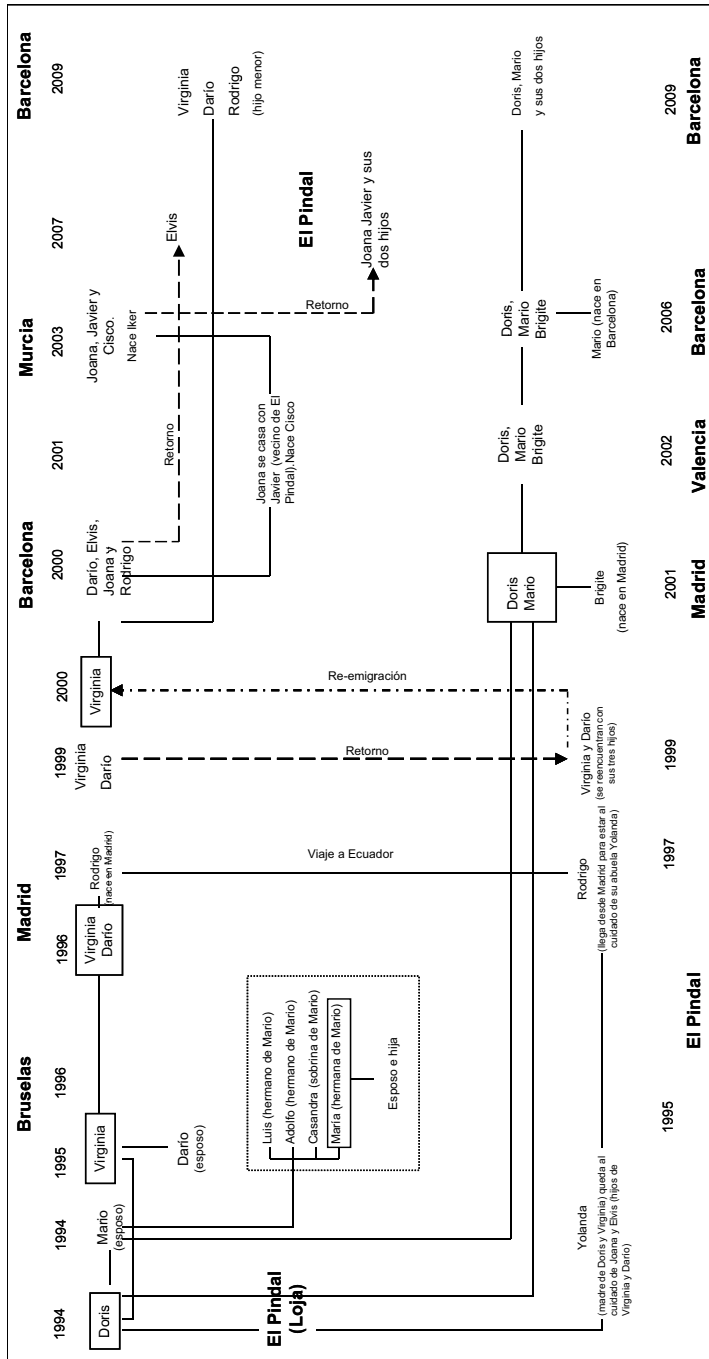 Bruselas
Madrid
Barcelona
Murcia
Barcelona
1994
1994
1995
1996
1996
1997
1999
2000
2000
2001
2003
2007
2009
Doris
Mario
(esposo)
Virginia
Darío
(esposo)
Virginia
Darío
Rodrigo
(nace en Madrid)
Virginia
Darío
Virginia
Darío, Elvis,
Joana y
Rodrigo
Joana, Javier y
Cisco.
Nace Iker
Elvis
Virginia
Darío
Rodrigo
(hijo menor)
Retorno
Retorno
Joana se casa con
Javier (vecino de El
Pindal).Nace Cisco
El Pindal
Joana Javier y sus
dos hijos
Luis (hermano de Mario)
Adolfo (hermano de Mario)
Casandra (sobrina de Mario)
María (hermana de Mario)
Esposo e hija
Viaje a Ecuador
Retorno
Re-emigración
El Pindal
(Loja)
Doris
Mario
Brigite
(nace en Madrid)
Doris,
Mario
Brigite
Doris,
Mario
Brigite
Mario (nace en
Barcelona)
Doris, Mario
y sus dos hijos
Yolanda
(madre de Doris y Virginia) queda al
cuidado de Joana y Elvis (hijos de
Virginia y Darío)
Rodrigo
(llega desde Madrid para estar al
cuidado de su abuela Yolanda)
Virginia y Darío
(se reencuentran con
sus tres hijos)
1995
1997
1999
2001
2002
2006
2009
El Pindal
Madrid
Valencia
Barcelona
Barcelona